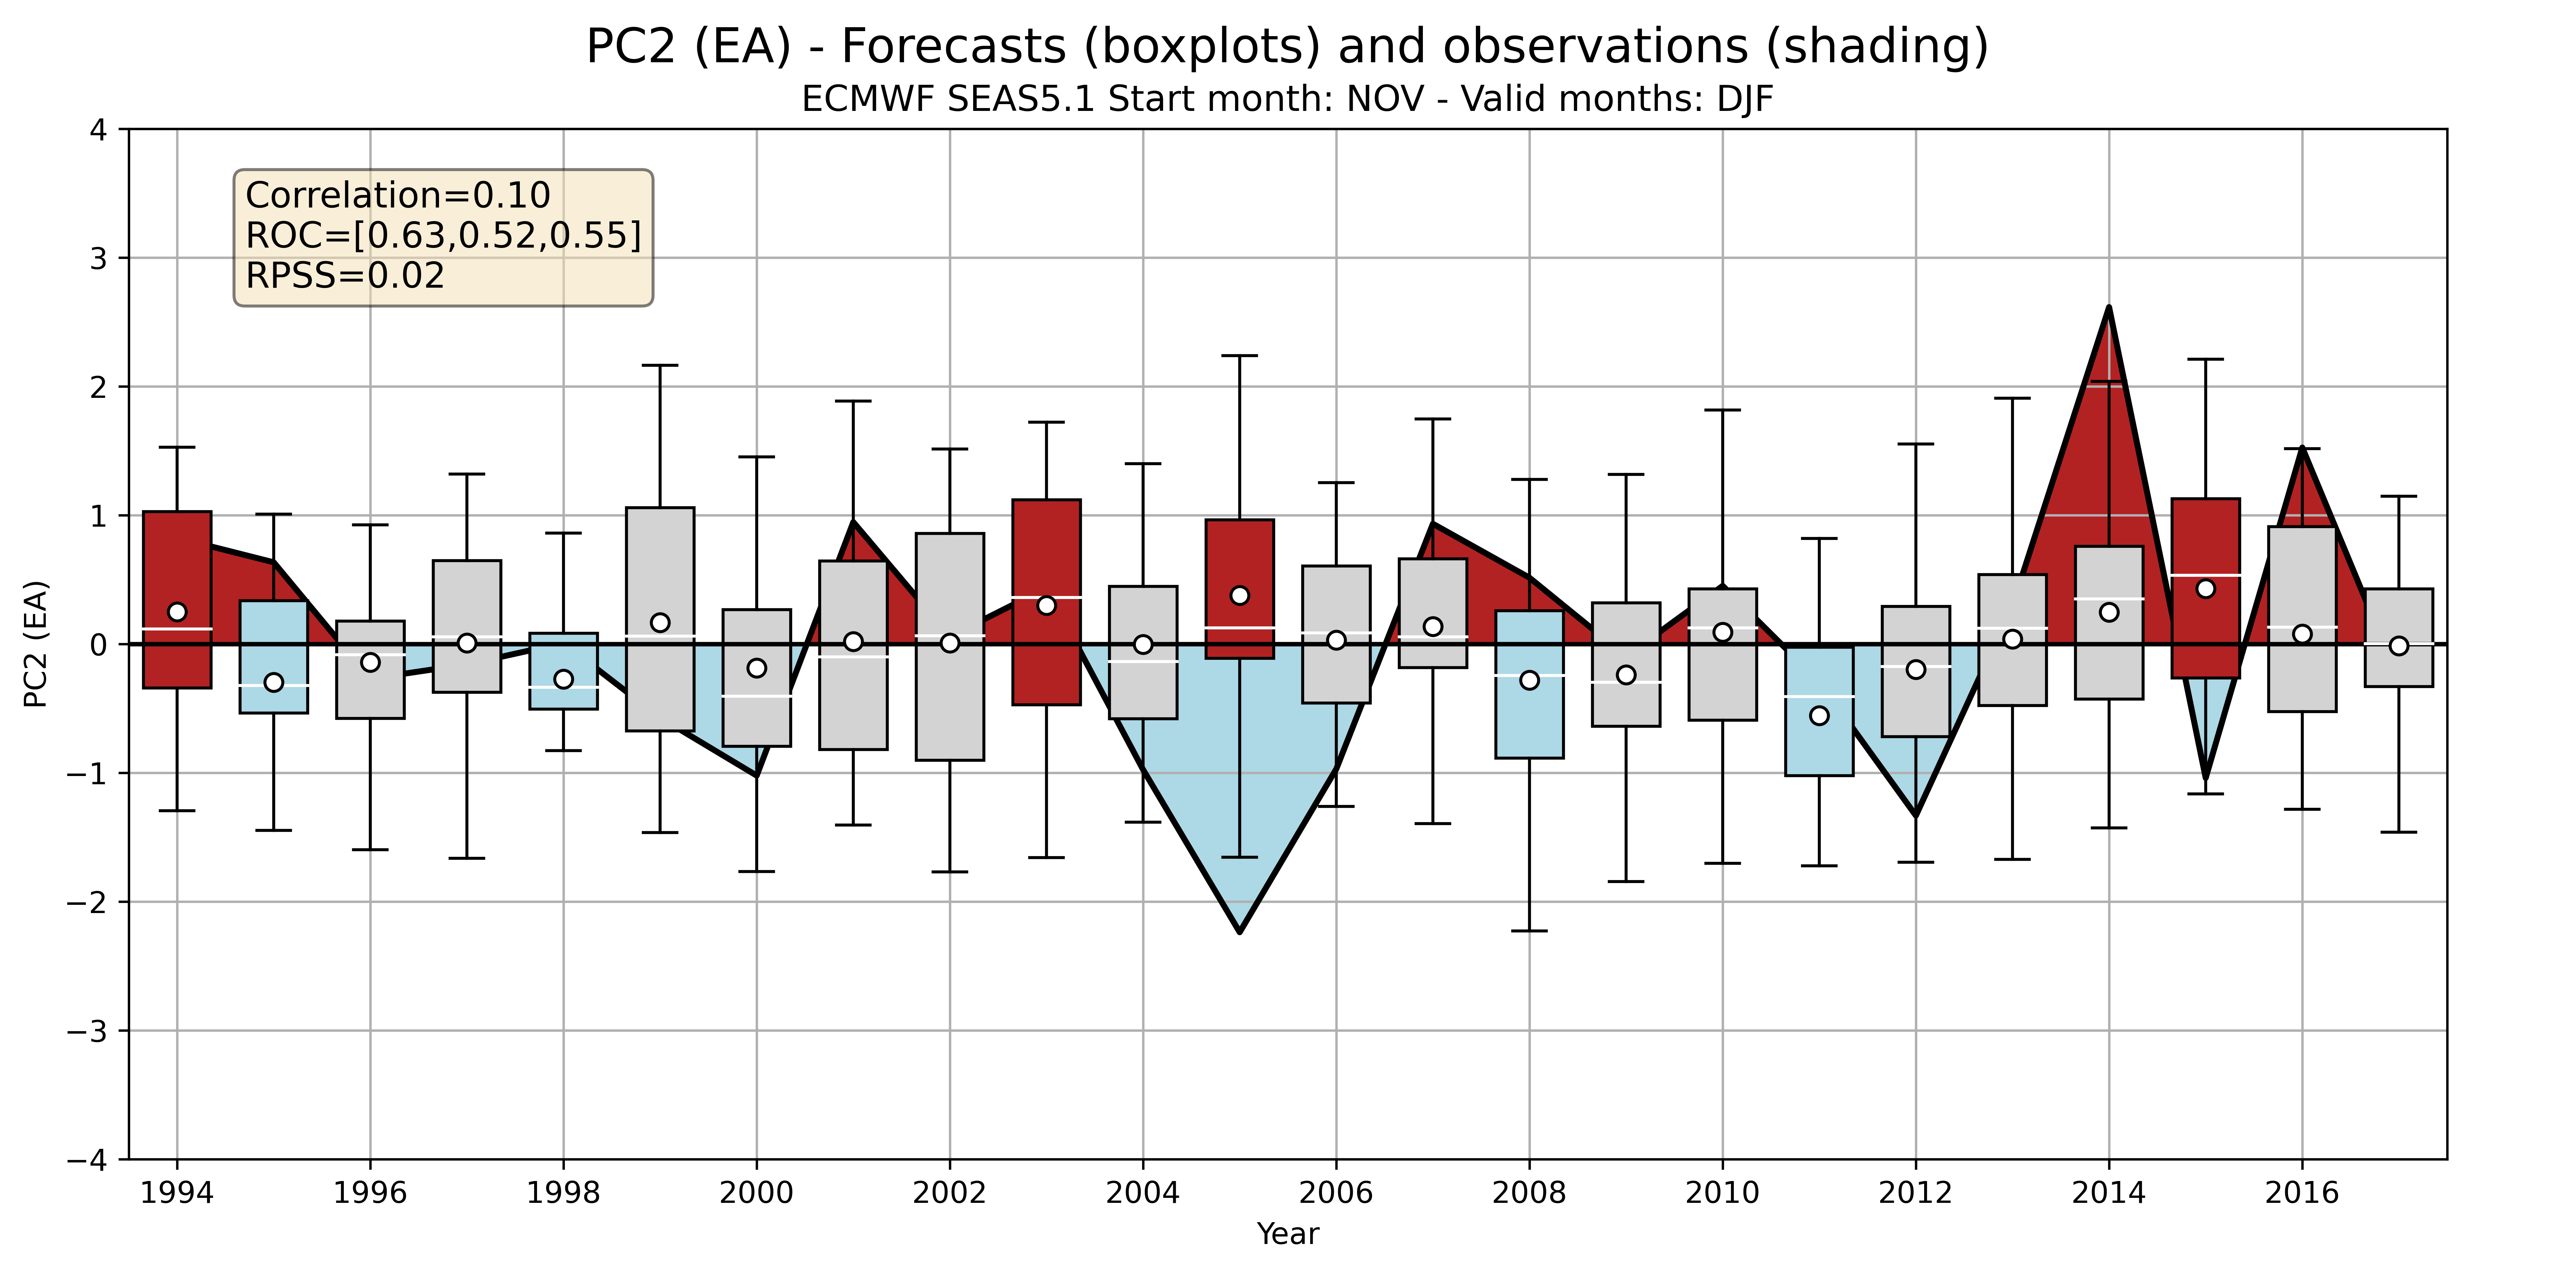 PC2 (EA) - Forecasts (boxplots) and observations (shading)
ECMWF SEAS5.1 Start month: NOV - Valid months: DJF
Correlation=0.10
ROC=[0.63,0.52,0.55]
RPSS=0.02
PC2 (EA)
4
3
2
1
0
−1
−2
−3
−4
1994 1996 1998 2000 2002 2004 2006 2008 2010 2012 2014 2016
Year